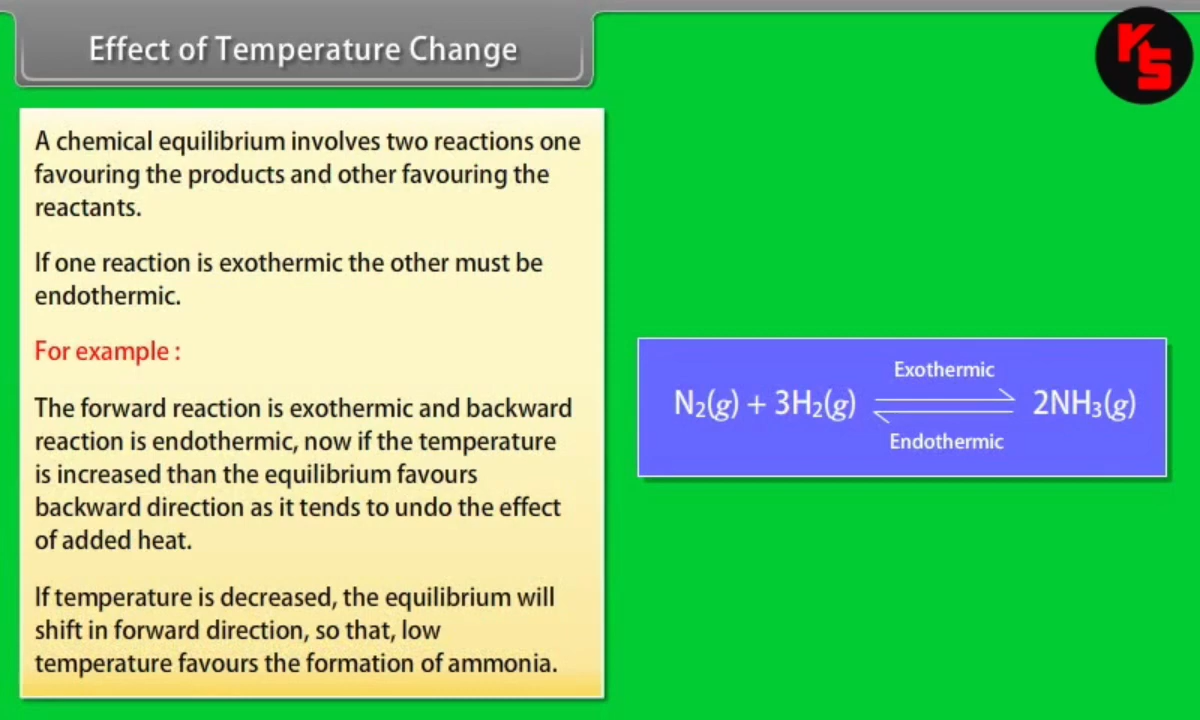 Effect of Temperature Change
KS
A chemical equilibrium involves two reactions one
favouring the products and other favouring the
reactants.
If one reaction is exothermic the other must be
endothermic.
For example :
The forward reaction is exothermic and backward
reaction is endothermic, now if the temperature
is increased than the equilibrium favours
backward direction as it tends to undo the effect
of added heat.
If temperature is decreased, the equilibrium will
shift in forward direction, so that, low
temperature favours the formation of ammonia.
Exothermic
N₂(g) + 3H₂(g) ⇌ 2NH₃(g)
Endothermic